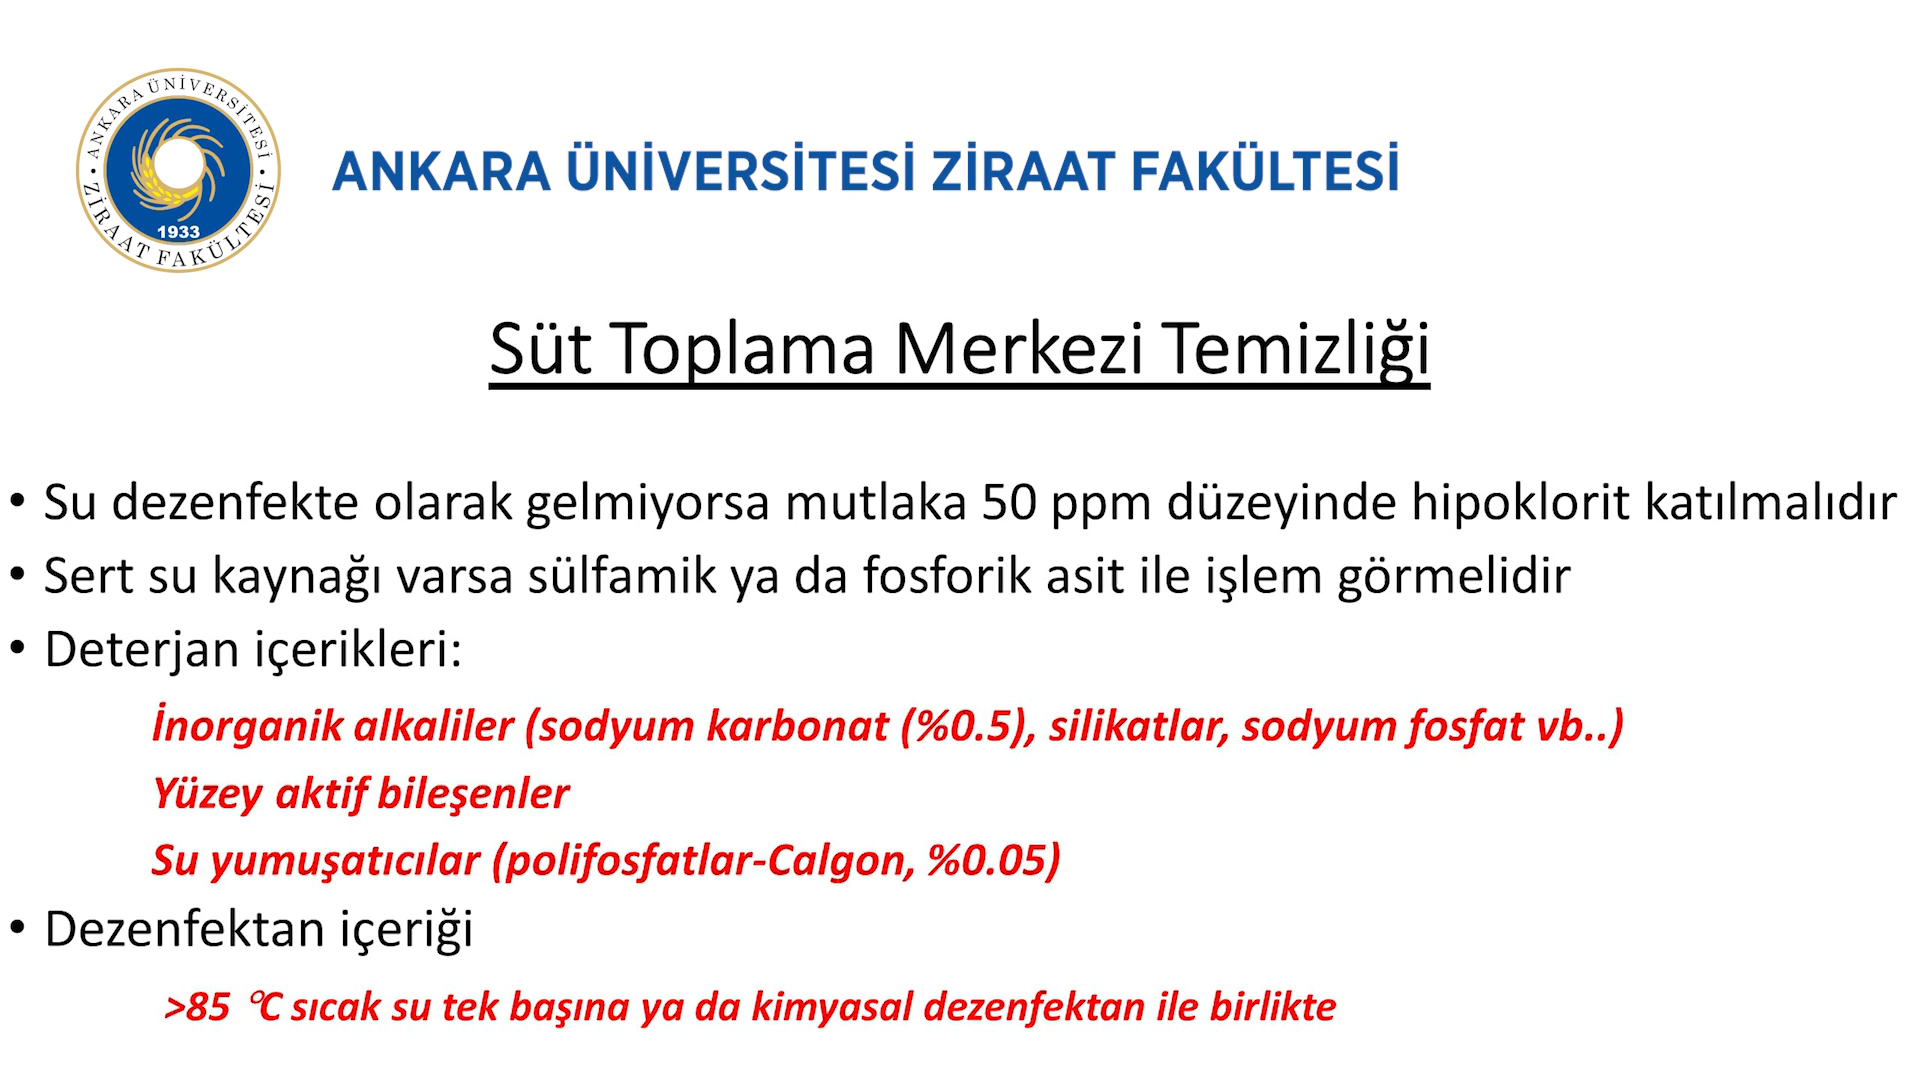 ANKARA ÜNİVERSİTESİ
ZİRAAT FAKÜLTESİ
1933
ANKARA ÜNİVERSİTESİ ZİRAAT FAKÜLTESİ
Süt Toplama Merkezi Temizliği
• Su dezenfekte olarak gelmiyorsa mutlaka 50 ppm düzeyinde hipoklorit katılmalıdır
• Sert su kaynağı varsa sülfamik ya da fosforik asit ile işlem görmelidir
• Deterjan içerikleri:
İnorganik alkaliler (sodyum karbonat (%0.5), silikatlar, sodyum fosfat vb..)
Yüzey aktif bileşenler
Su yumuşatıcılar (polifosfatlar-Calgon, %0.05)
• Dezenfektan içeriği
>85 °C sıcak su tek başına ya da kimyasal dezenfektan ile birlikte